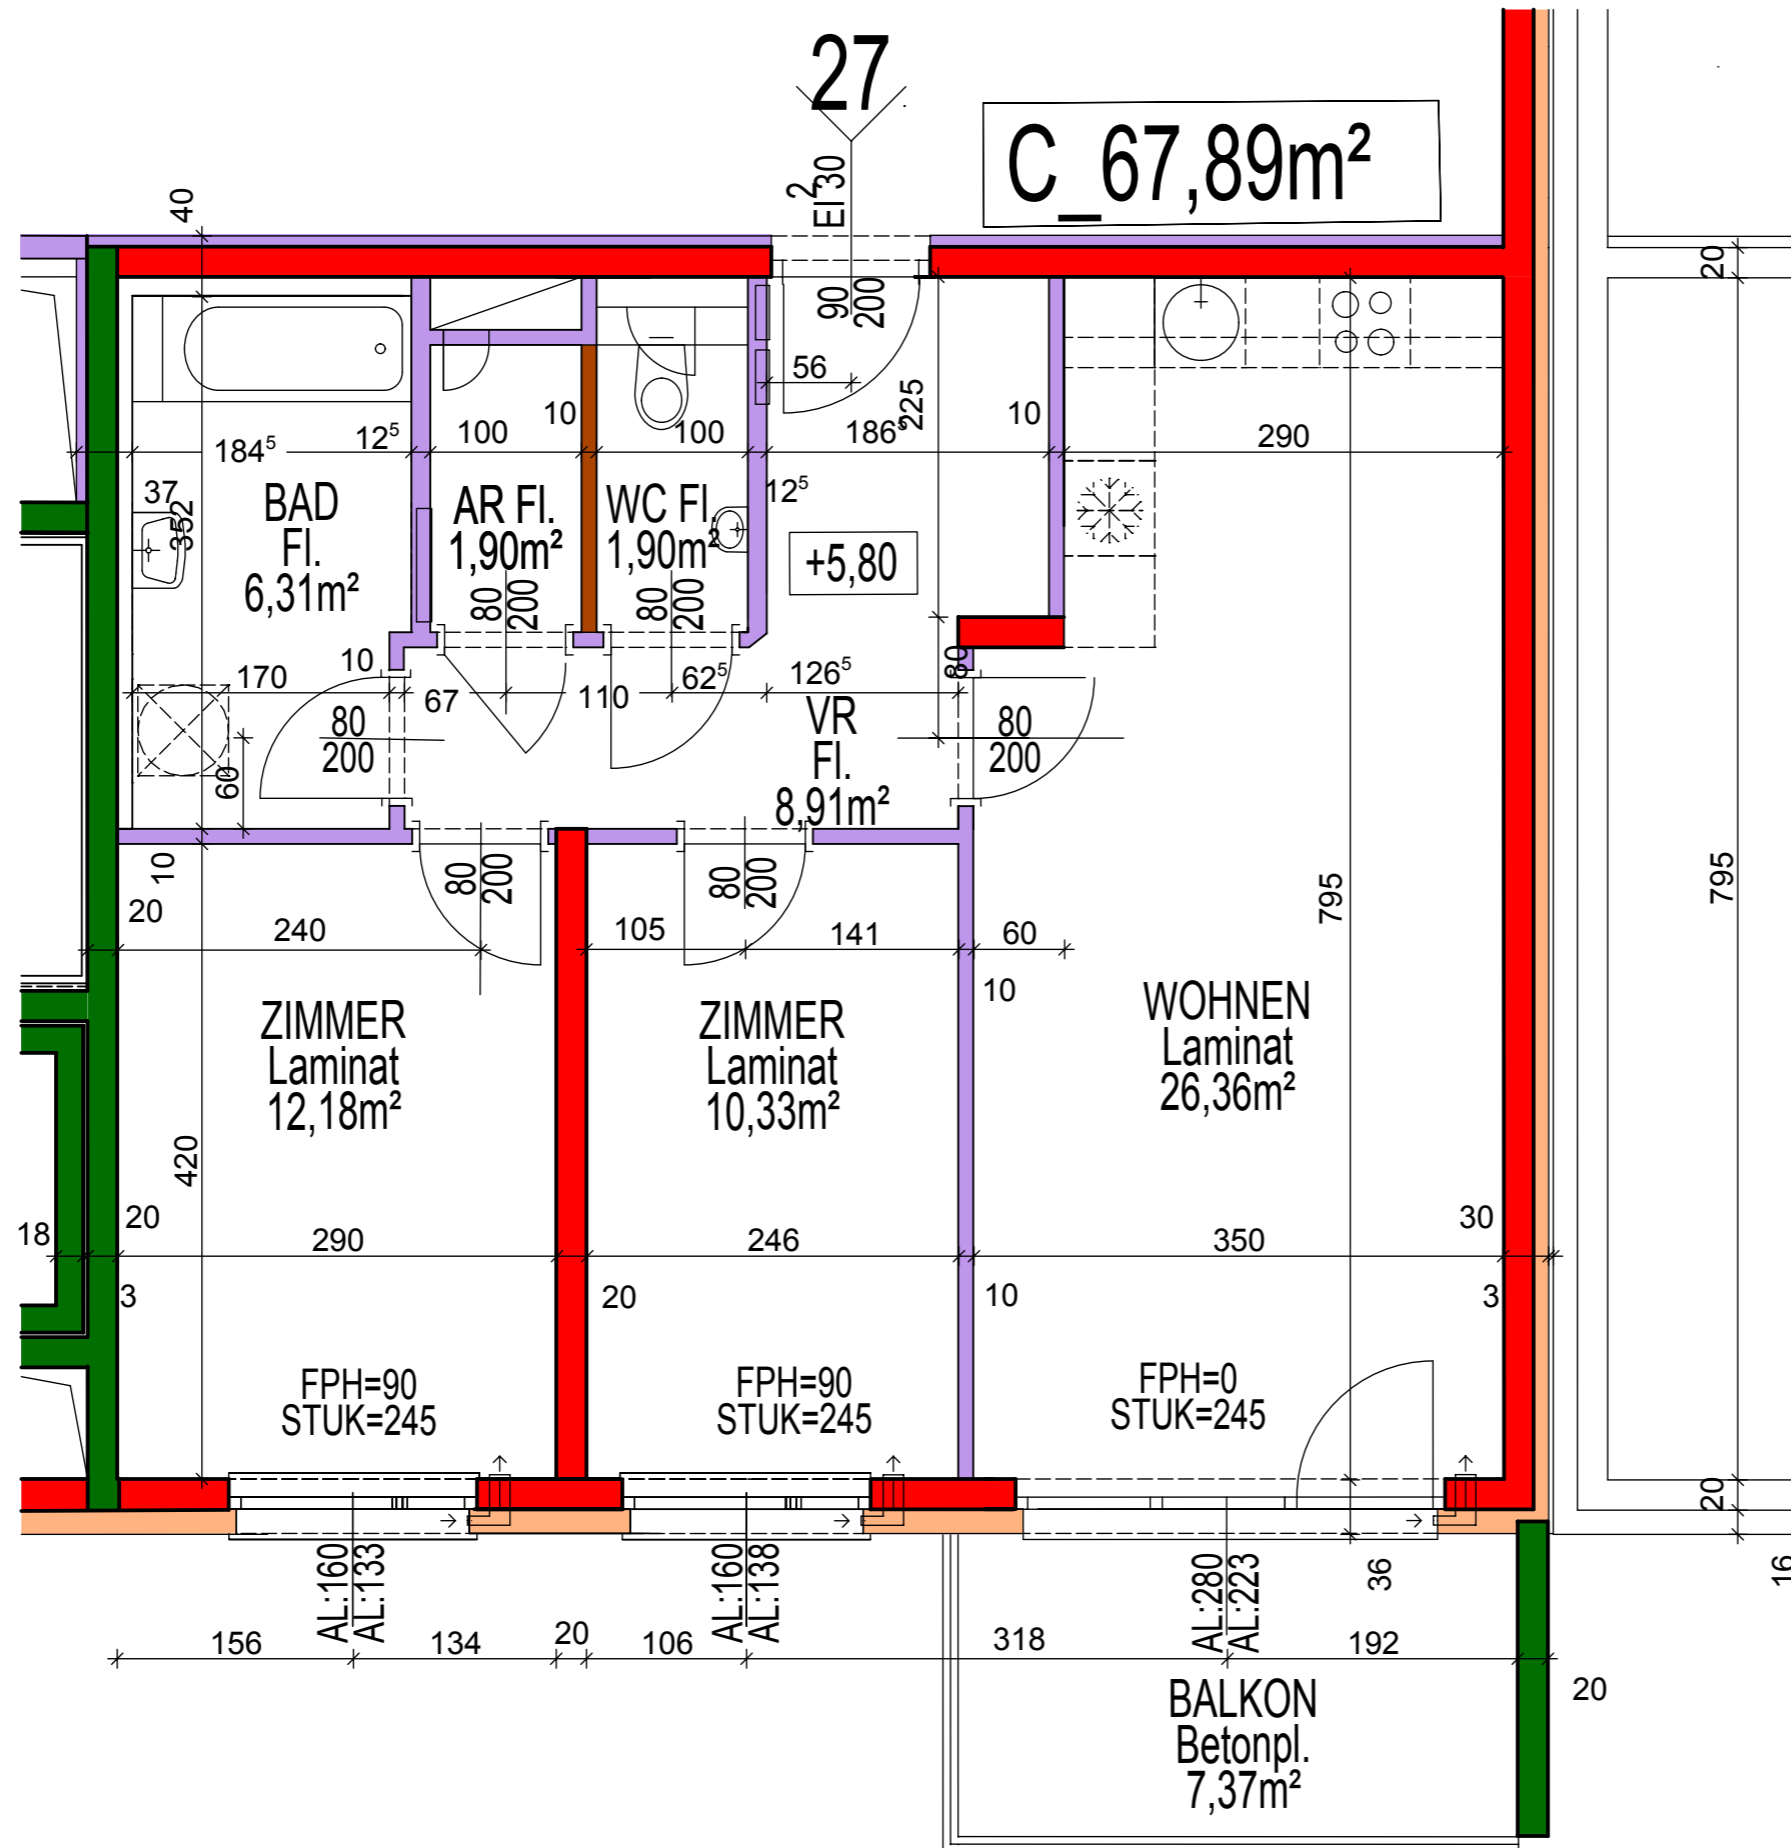 27
C_67,89m²
EI²30
40
20
90
200
56
225
184⁵
12⁵
100
10
100
186⁵
10
290
12⁵
37
352
BAD
Fl.
6,31m²
AR Fl.
1,90m²
WC Fl.
1,90m²
+5,80
80
200
80
200
10
170
67
110
62⁵
126⁵
80
VR
Fl.
8,91m²
80
200
80
200
60
10
20
240
80
200
80
200
105
141
60
10
795
795
ZIMMER
Laminat
12,18m²
ZIMMER
Laminat
10,33m²
WOHNEN
Laminat
26,36m²
420
18
20
290
246
350
30
3
20
10
3
FPH=90
STUK=245
FPH=90
STUK=245
FPH=0
STUK=245
20
16
36
AL:160
AL:133
AL:160
AL:138
AL:280
AL:223
156
134
20
106
318
192
20
BALKON
Betonpl.
7,37m²